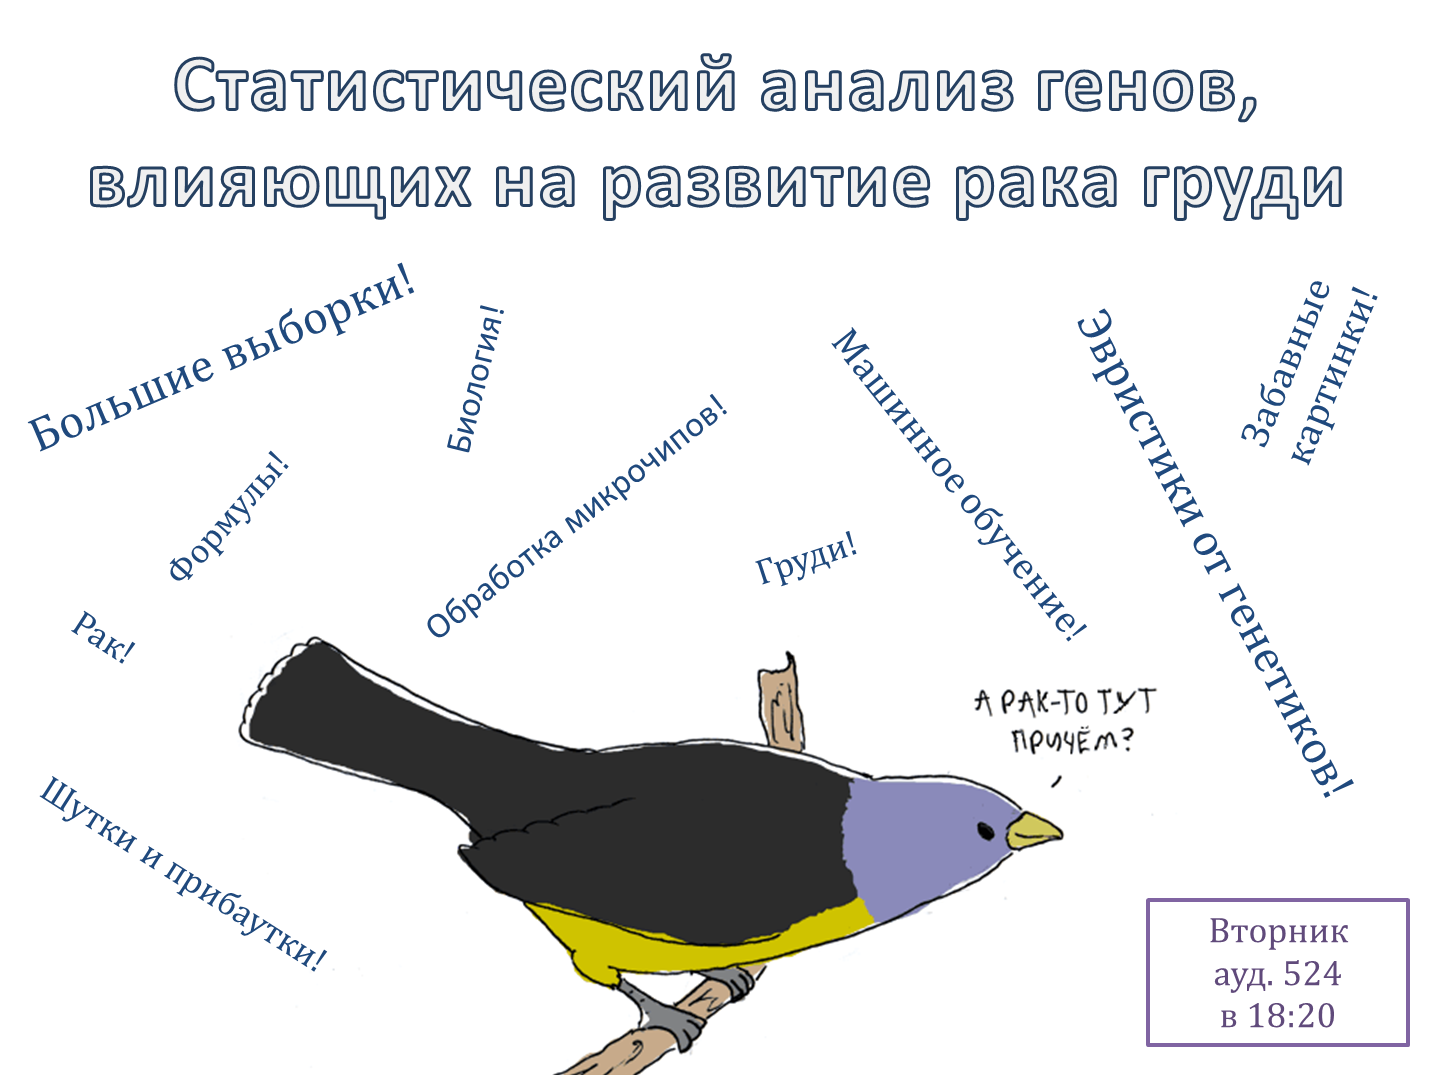 Статистический анализ генов,
влияющих на развитие рака груди
Большие выборки!
Биология!
Забавные
картинки!
Эвристики от генетиков!
Машинное обучение!
Обработка микрочипов!
Формулы!
Груди!
Рак!
А РАК-ТО ТУТ
ПРИЧЁМ?
Шутки и прибаутки!
Вторник
ауд. 524
в 18:20